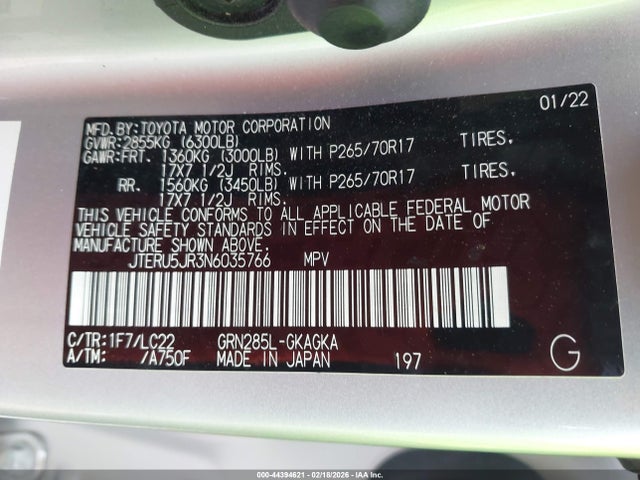 01/22
MFD.BY:TOYOTA MOTOR CORPORATION
GVWR:2855KG (6300LB)
GAWR:FRT. 1360KG (3000LB) WITH P265/70R17 TIRES,
17X7 1/2J RIMS.
RR. 1560KG (3450LB) WITH P265/70R17 TIRES,
17X7 1/2J RIMS.
THIS VEHICLE CONFORMS TO ALL APPLICABLE FEDERAL MOTOR
VEHICLE SAFETY STANDARDS IN EFFECT ON THE DATE OF
MANUFACTURE SHOWN ABOVE.
JTERU5JR3N6035766 MPV
C/TR:1F7/LC22 GRN285L-GKAGKA
A/TM: /A750F MADE IN JAPAN 197 G
000-44394621 - 02/18/2026 - IAA Inc.